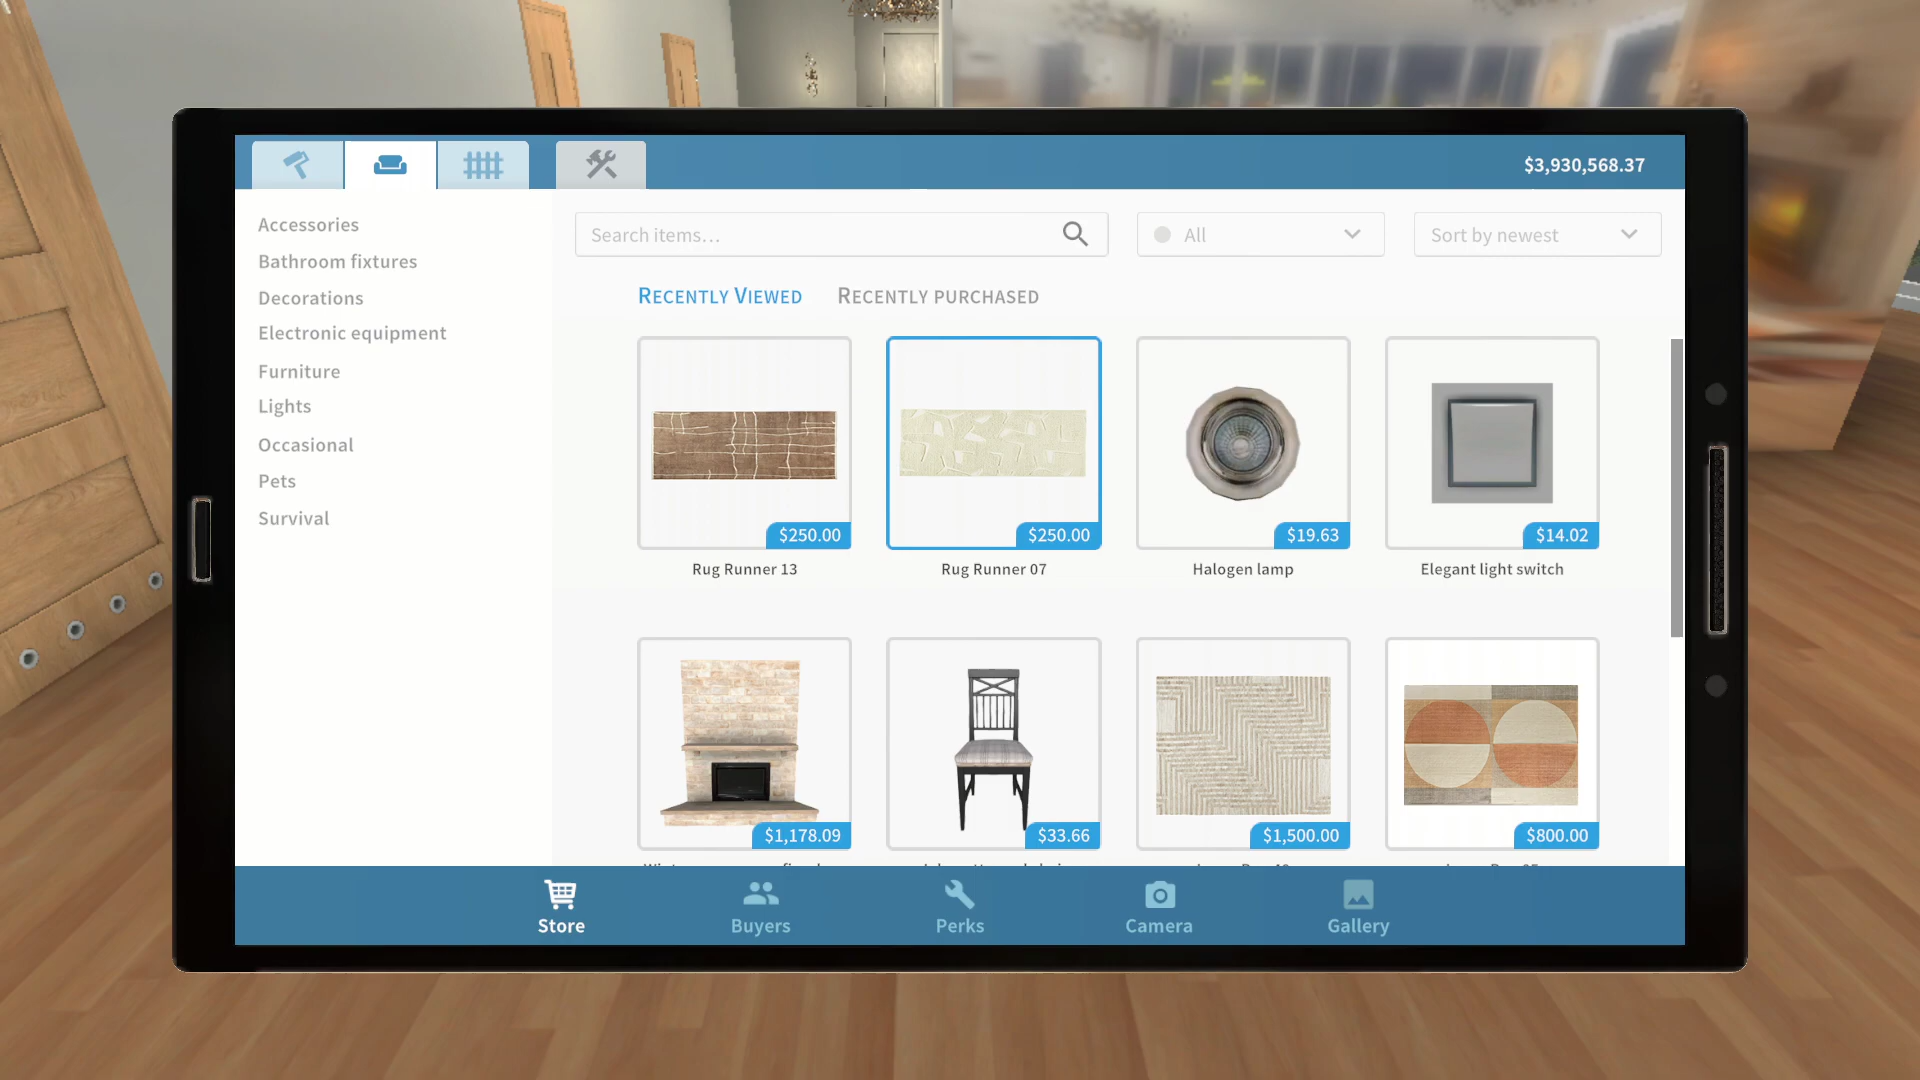 $3,930,568.37
Accessories
Bathroom fixtures
Decorations
Electronic equipment
Furniture
Lights
Occasional
Pets
Survival
Search items...
All
Sort by newest
RECENTLY VIEWED
RECENTLY PURCHASED
$250.00
$250.00
$19.63
$14.02
Rug Runner 13
Rug Runner 07
Halogen lamp
Elegant light switch
$1,178.09
$33.66
$1,500.00
$800.00
Store
Buyers
Perks
Camera
Gallery